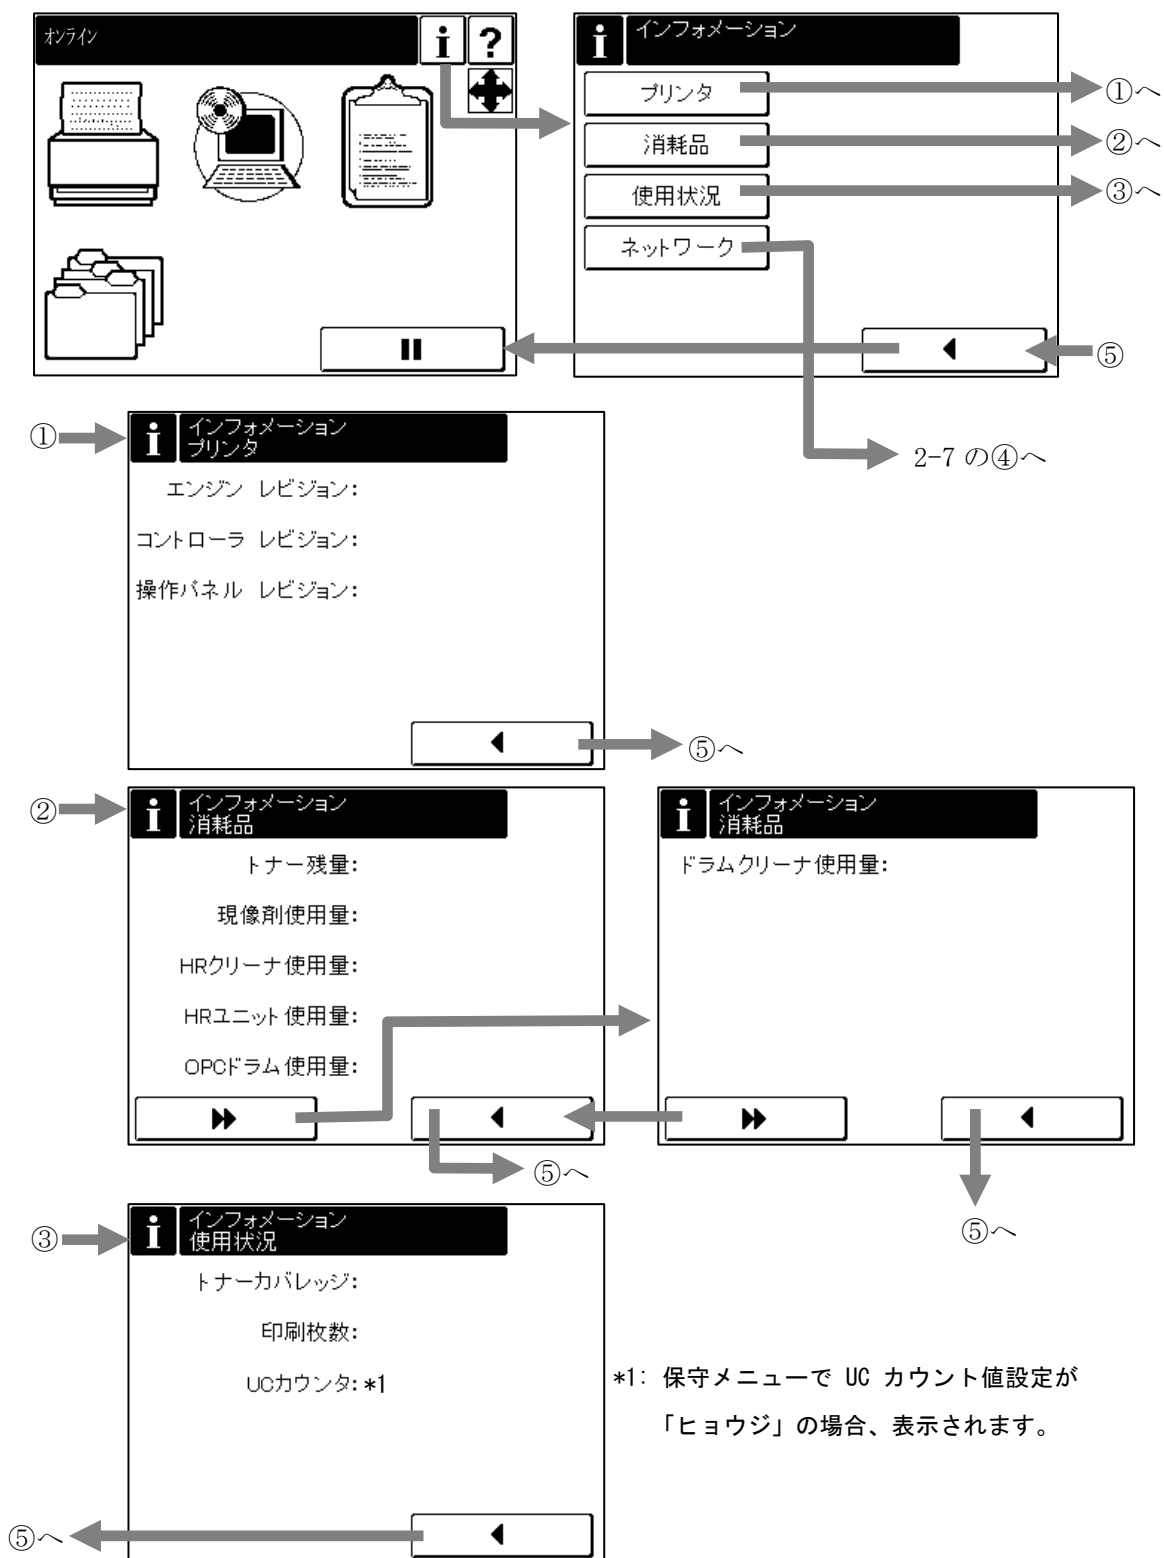 オンライン
i ?
i インフォメーション
プリンタ
①へ
消耗品
②へ
使用状況
③へ
ネットワーク
⑤
2-7 の④へ
①
i インフォメーション
プリンタ
エンジン レビジョン:
コントローラ レビジョン:
操作パネル レビジョン:
⑤へ
②
i インフォメーション
消耗品
トナー残量:
現像剤使用量:
HRクリーナ使用量:
HRユニット使用量:
OPCドラム使用量:
⑤へ
i インフォメーション
消耗品
ドラムクリーナ使用量:
⑤へ
③
i インフォメーション
使用状況
トナーカバレッジ:
印刷枚数:
UCカウンタ:*1
*1: 保守メニューで UC カウント値設定が
「ヒョウジ」の場合、表示されます。
⑤へ